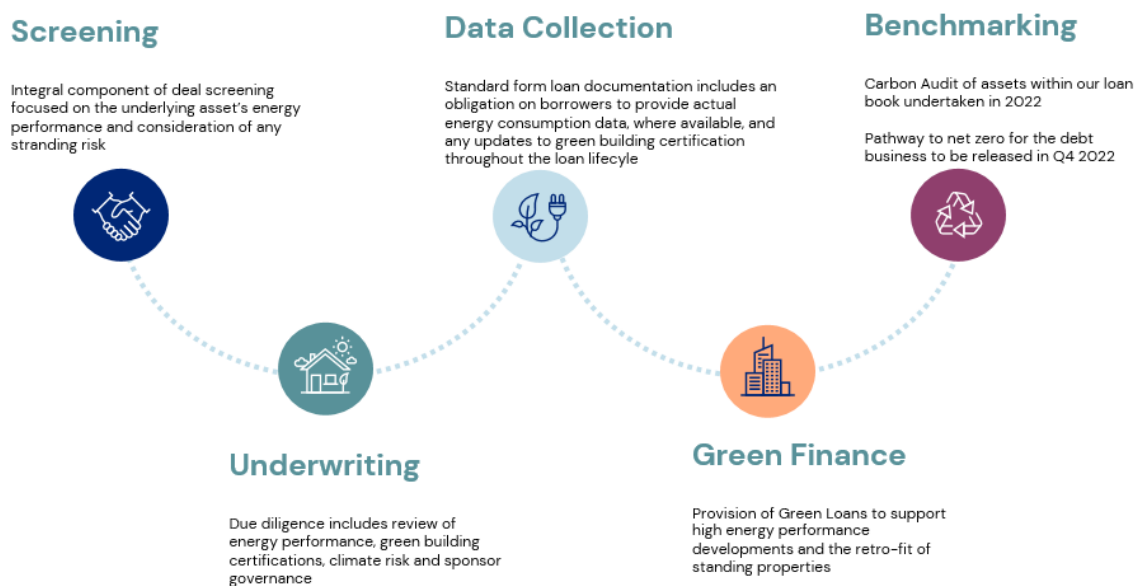 Screening
Integral component of deal screening
focused on the underlying asset's energy
performance and consideration of any
stranding risk
Underwriting
Due diligence includes review of
energy performance, green building
certifications, climate risk and sponsor
governance
Data Collection
Standard form loan documentation includes an
obligation on borrowers to provide actual
energy consumption data, where available, and
any updates to green building certification
throughout the loan lifecyle
Green Finance
Provision of Green Loans to support
high energy performance
developments and the retro-fit of
standing properties
Benchmarking
Carbon Audit of assets within our loan
book undertaken in 2022
Pathway to net zero for the debt
business to be released in Q4 2022